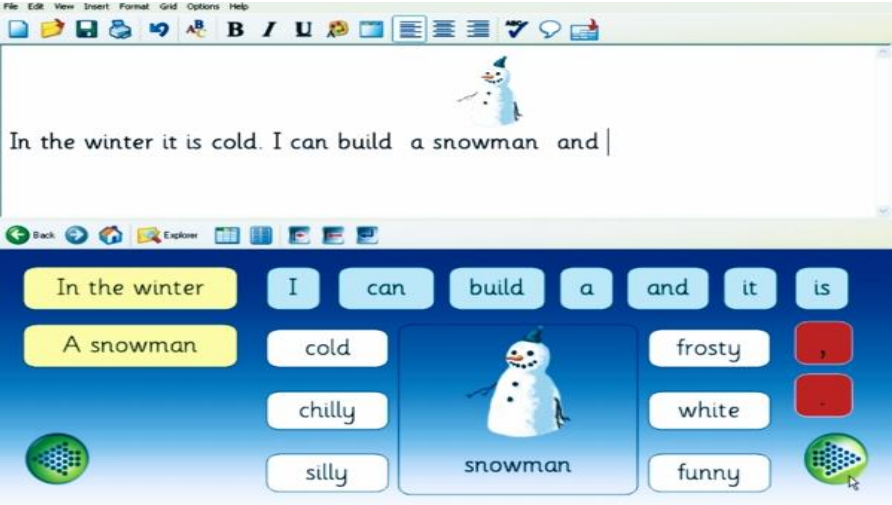 File Edit View Insert Format Grid Options Help
B I U ABC
In the winter it is cold. I can build a snowman and
Back Explorer
In the winter I can build a and it is
A snowman cold frosty ,
chilly white .
silly snowman funny